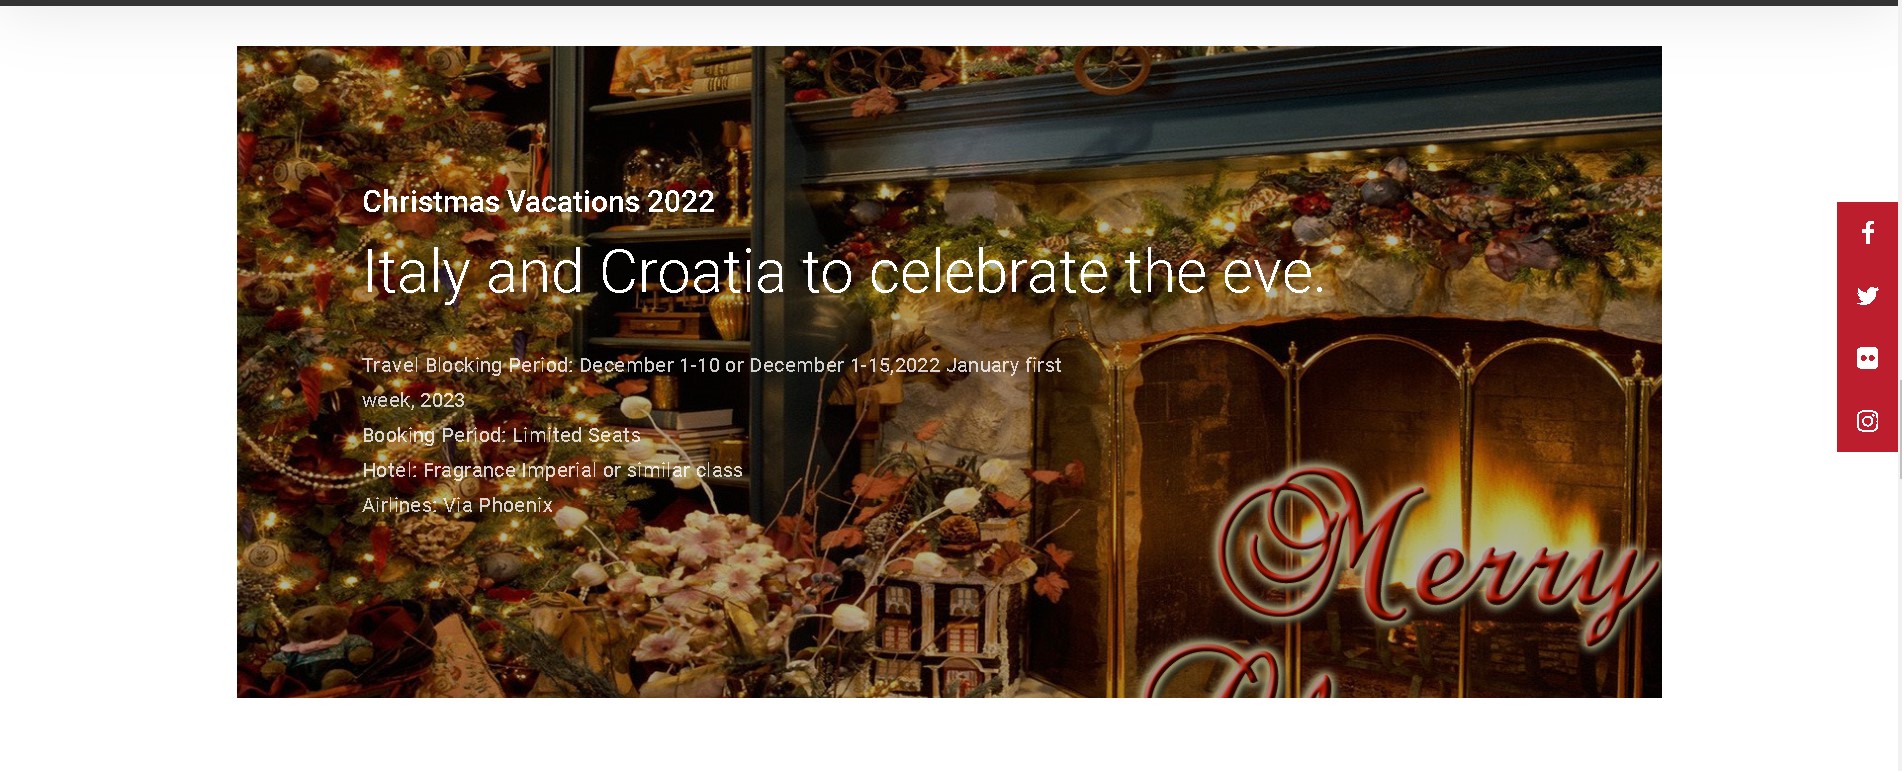 Christmas Vacations 2022
Italy and Croatia to celebrate the eve.
Travel Blocking Period: December 1-10 or December 1-15,2022 January first
week, 2023
Booking Period: Limited Seats
Hotel: Fragrance Imperial or similar class
Airlines: Via Phoenix
Merry